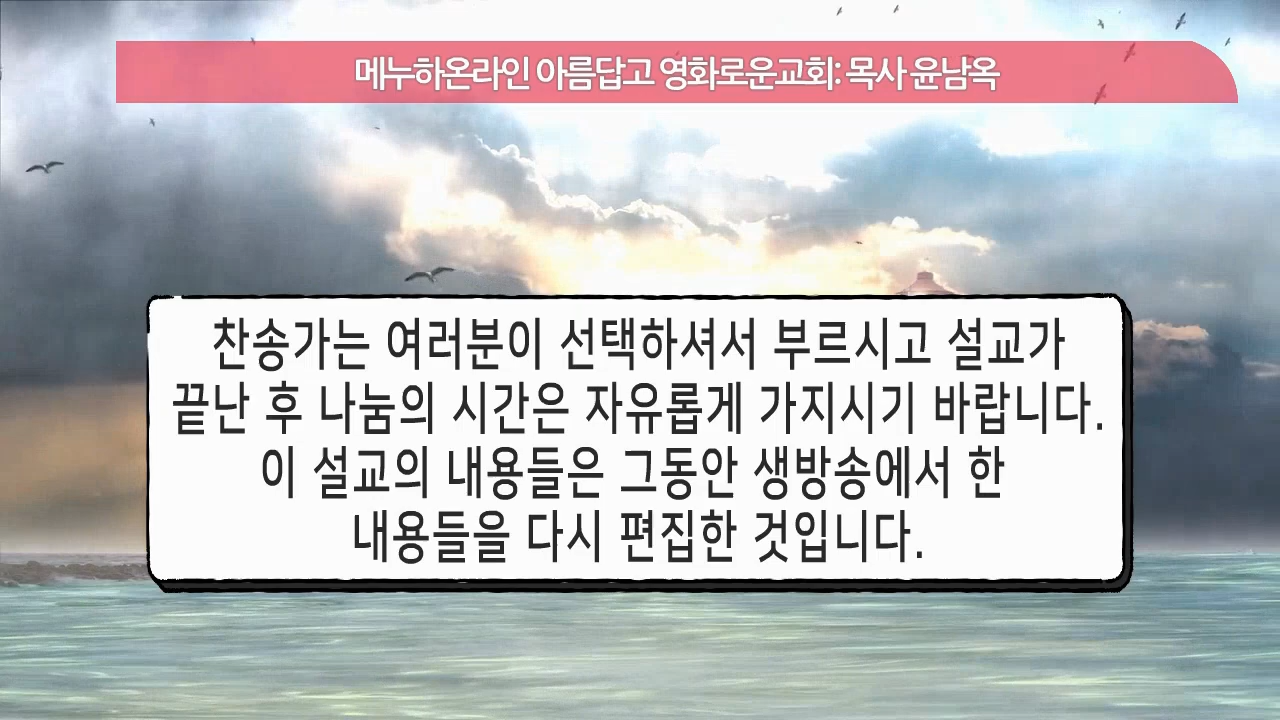 메누하온라인 아름답고 영화로운교회: 목사 윤남옥
찬송가는 여러분이 선택하셔서 부르시고 설교가
끝난 후 나눔의 시간은 자유롭게 가지시기 바랍니다.
이 설교의 내용들은 그동안 생방송에서 한
내용들을 다시 편집한 것입니다.